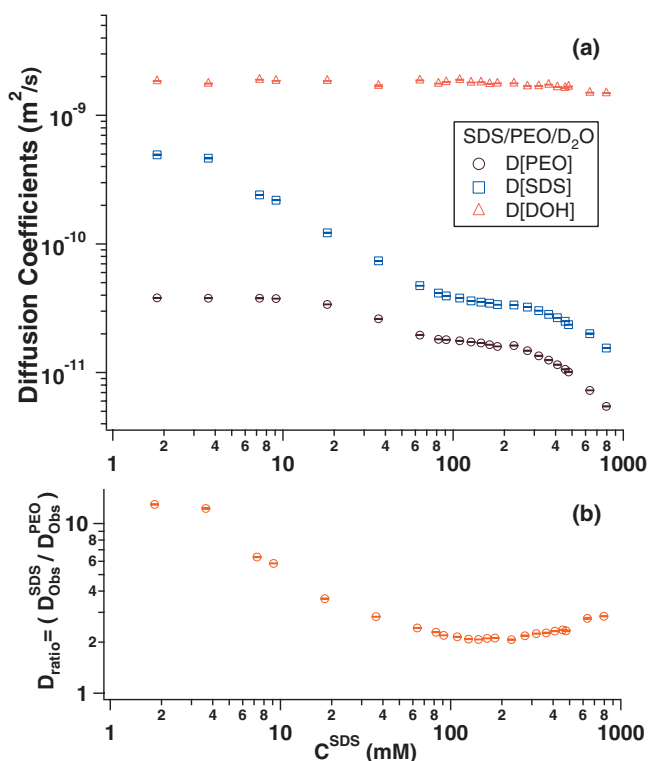 (a)
Diffusion Coefficients (m²/s)
10⁻⁹
10⁻¹⁰
10⁻¹¹
SDS/PEO/D₂O
D[PEO]
D[SDS]
D[DOH]
2 4 6 8 2 4 6 8 2 4 6 8
1 10 100 1000
(b)
D_ratio = ( D_Obs^SDS / D_Obs^PEO )
10
8
6
4
2
1
2 4 6 8 2 4 6 8 2 4 6 8
1 10 100 1000
C^SDS (mM)